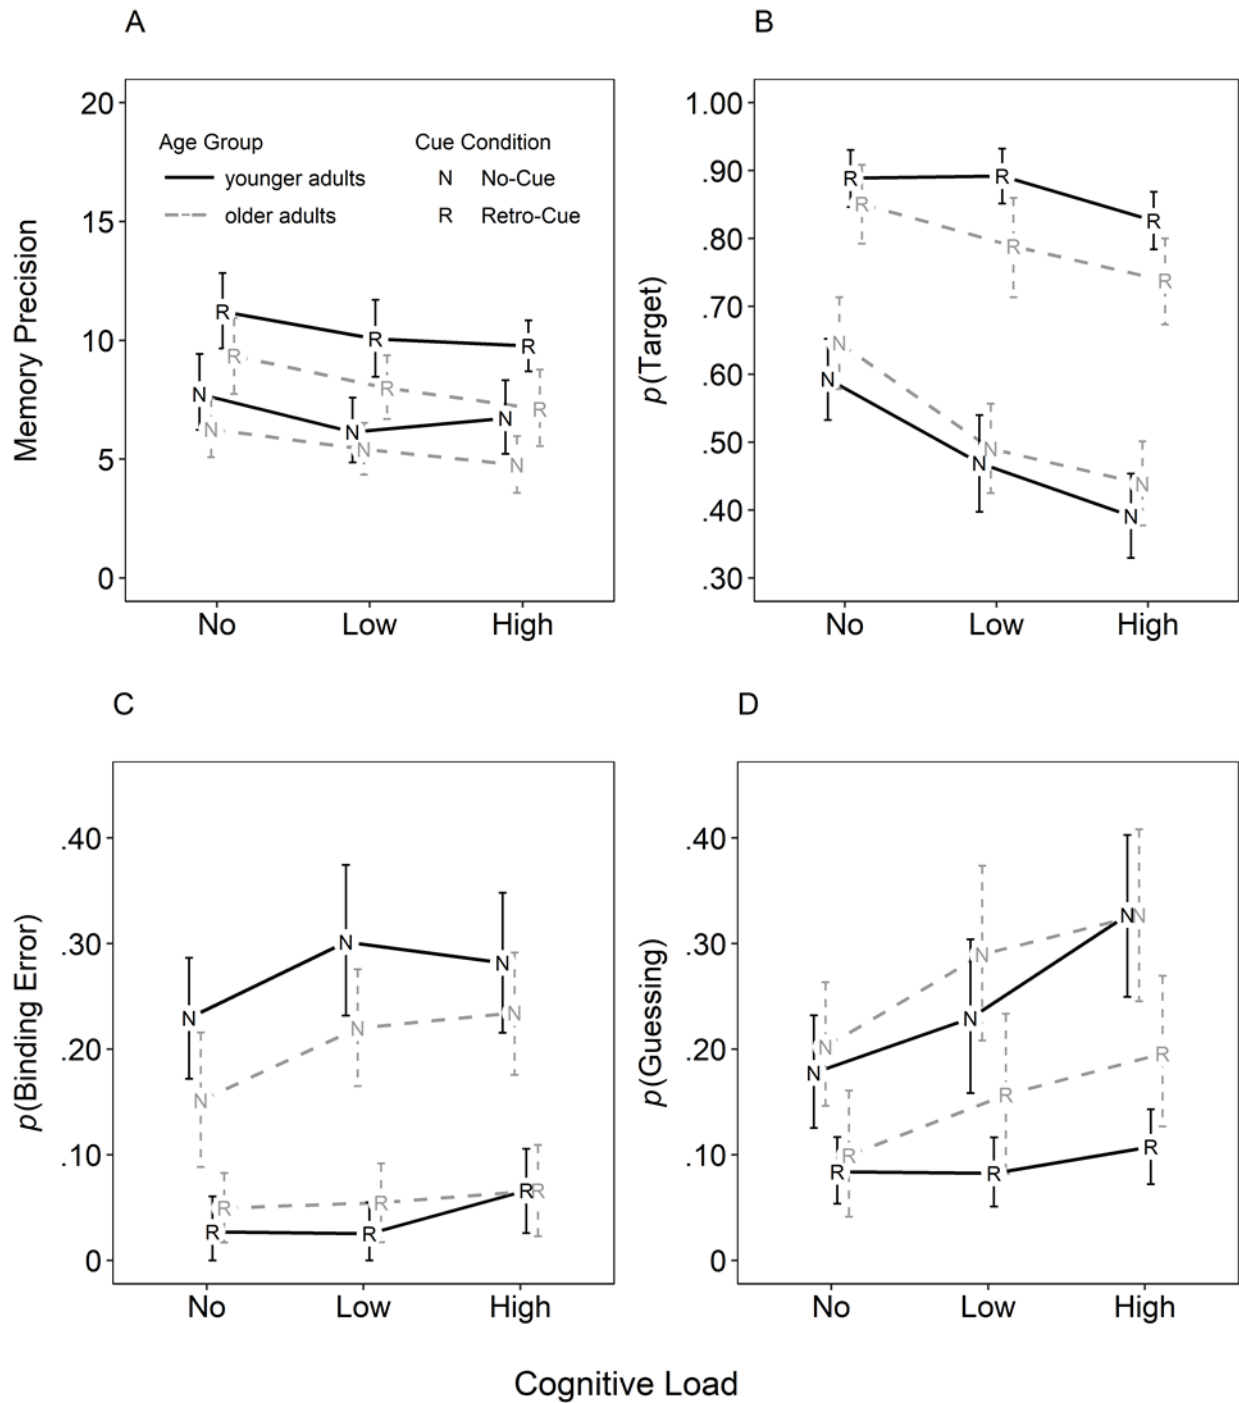 A
Memory Precision
20
15
10
5
0
Age Group
younger adults
older adults
Cue Condition
N No-Cue
R Retro-Cue
R R R
R R R
N N N
N N N
No Low High
B
p(Target)
1.00
.90
.80
.70
.60
.50
.40
.30
R R R
R R R
N N N
N N N
No Low High
C
p(Binding Error)
.40
.30
.20
.10
0
N N N
N N N
R R R
R R R
No Low High
D
p(Guessing)
.40
.30
.20
.10
0
N N N
N N N
R R R
R R R
No Low High
Cognitive Load